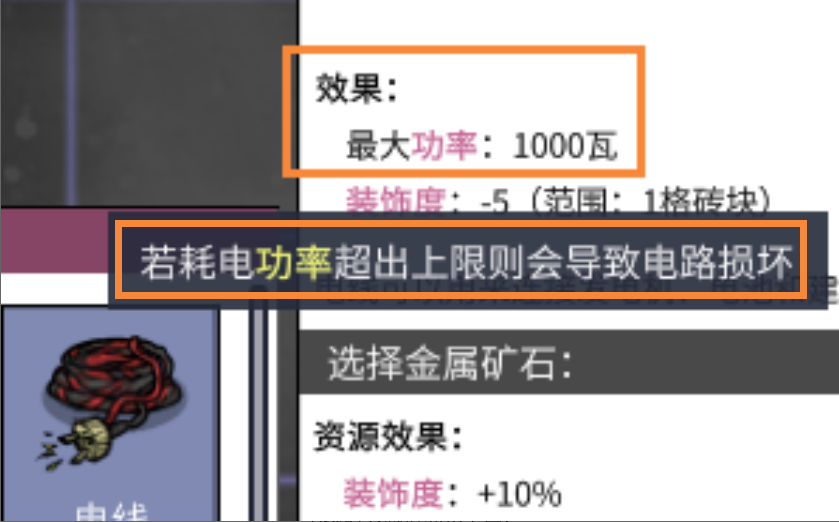 效果：
最大功率：1000瓦
装饰度：-5（范围：1格砖块）
若耗电功率超出上限则会导致电路损坏
选择金属矿石：
资源效果：
装饰度：+10%
电线